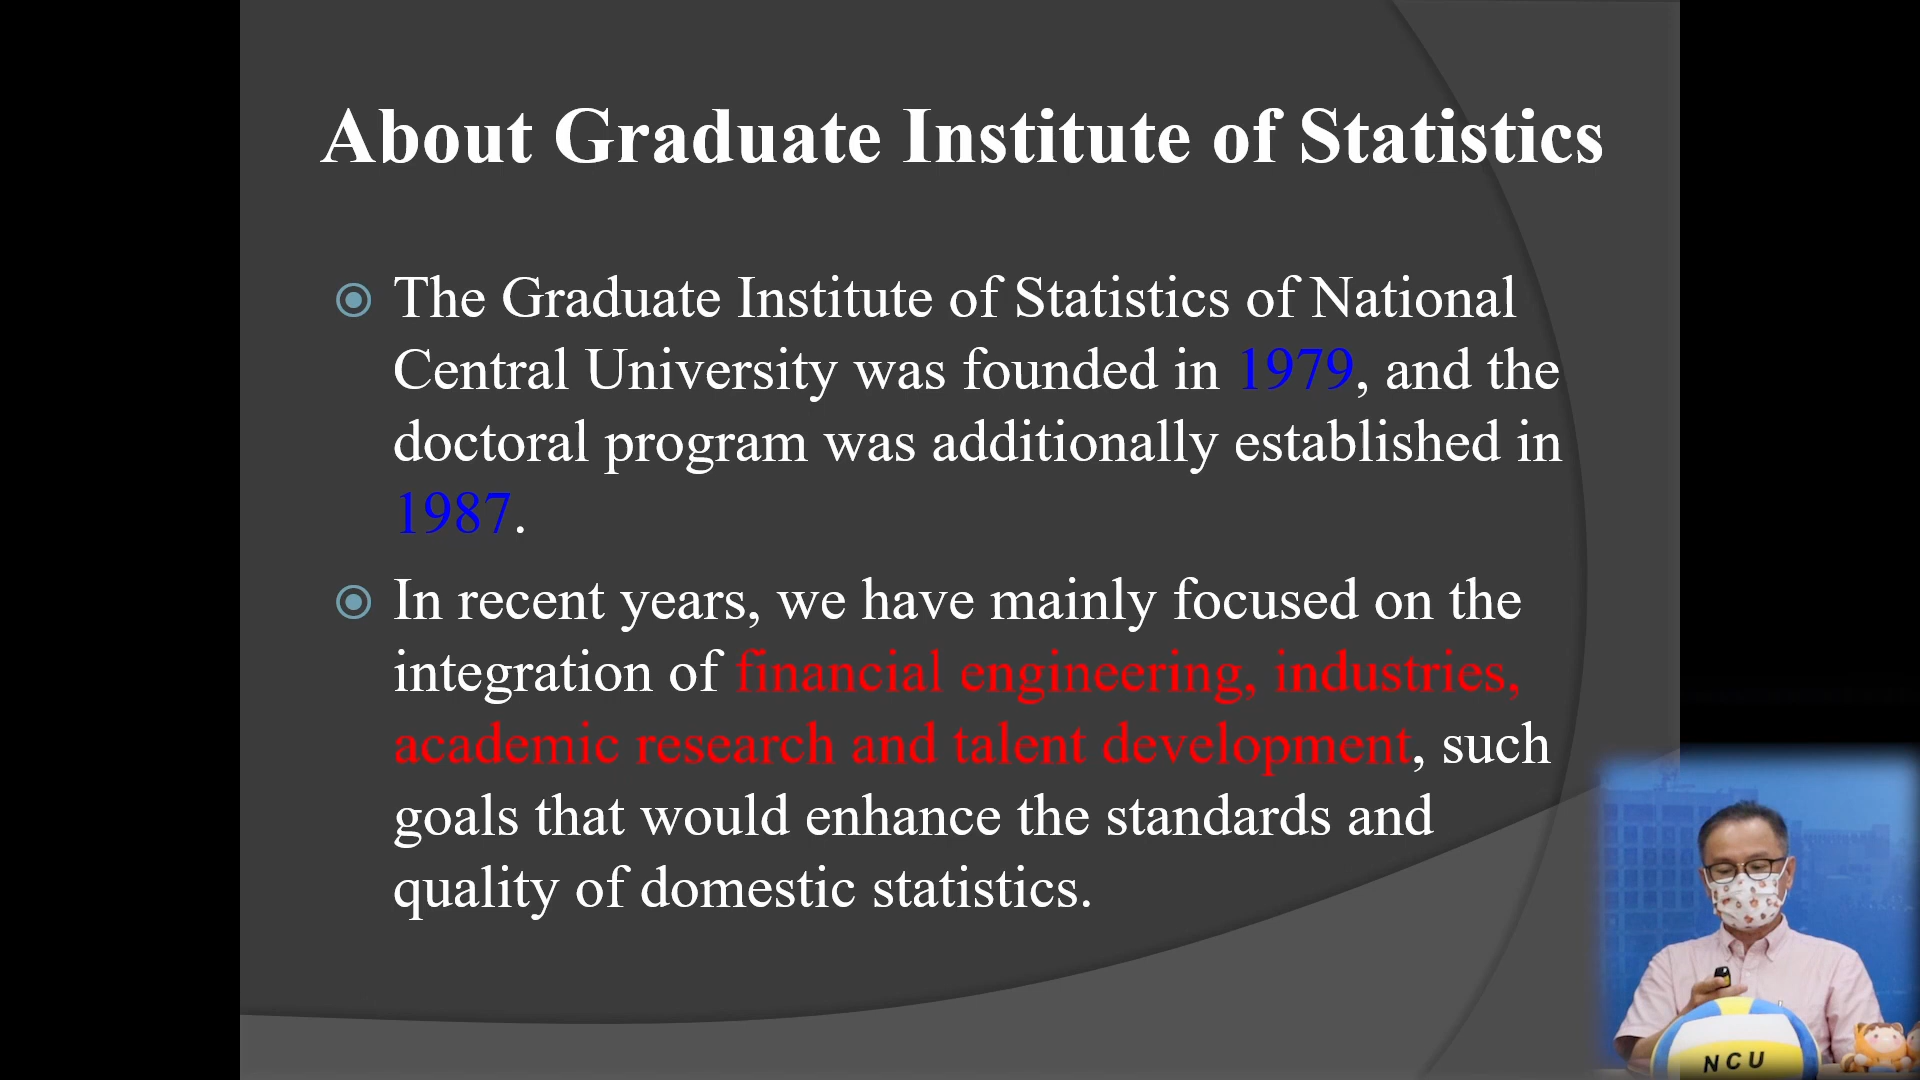 About Graduate Institute of Statistics
The Graduate Institute of Statistics of National
Central University was founded in 1979, and the
doctoral program was additionally established in
1987.
In recent years, we have mainly focused on the
integration of financial engineering, industries,
academic research and talent development, such
goals that would enhance the standards and
quality of domestic statistics.
NCU